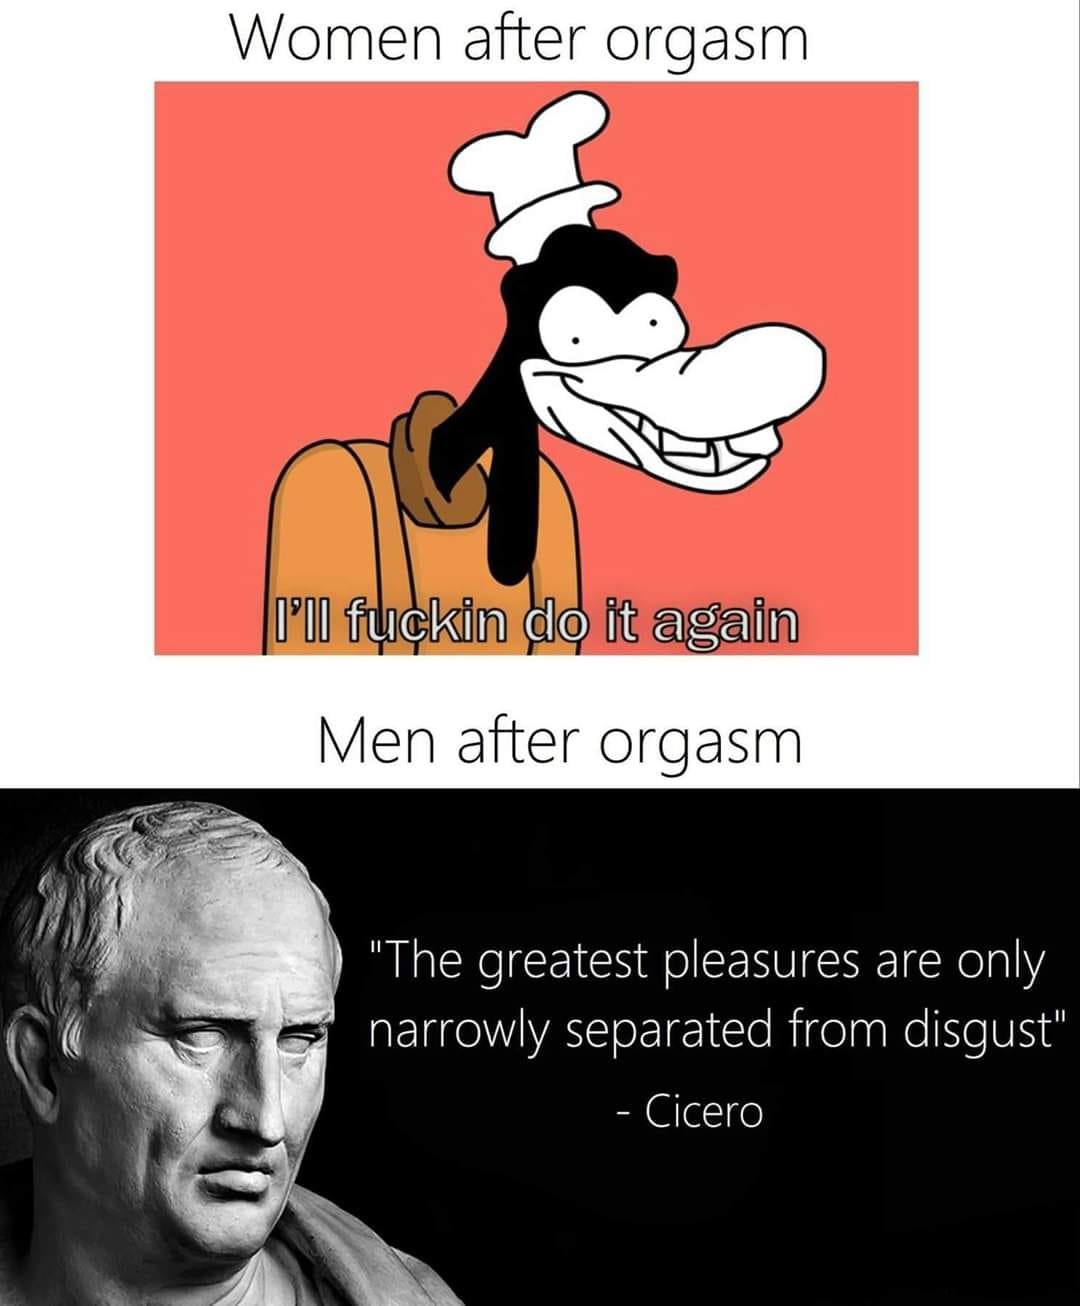 Women after orgasm
I'll fuckin do it again
Men after orgasm
"The greatest pleasures are only
narrowly separated from disgust"
- Cicero